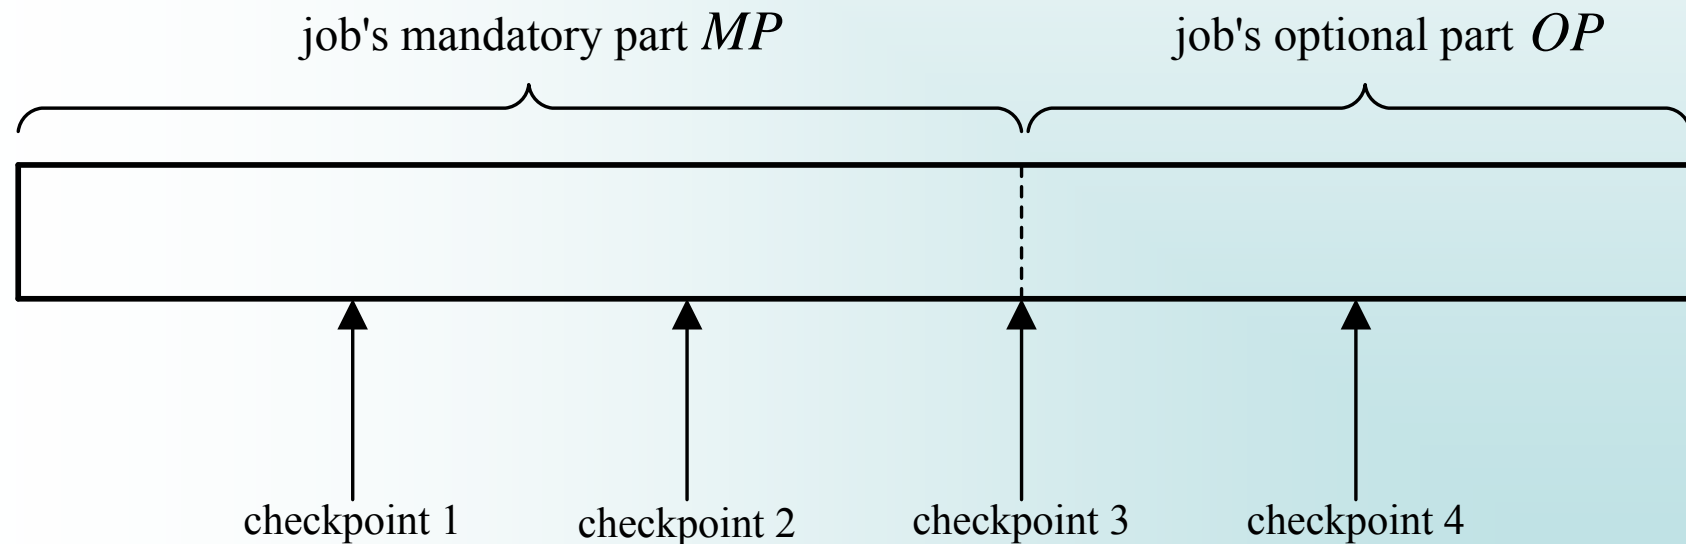 job's mandatory part MP
job's optional part OP
checkpoint 1
checkpoint 2
checkpoint 3
checkpoint 4